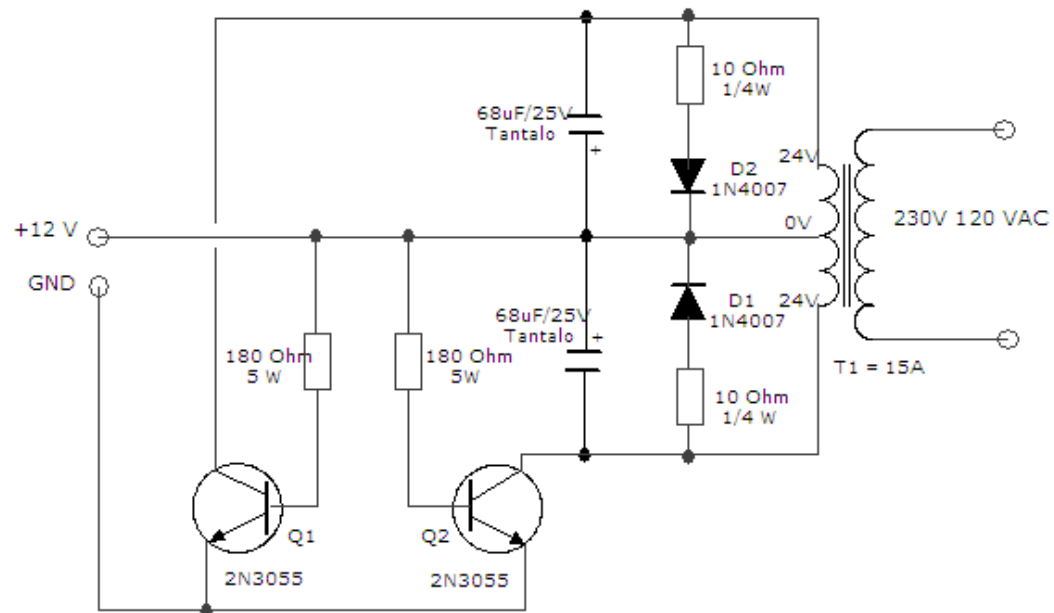 10 Ohm
1/4W
68uF/25V
Tantalo
+
24V
D2
1N4007
+12 V
0V
230V 120 VAC
GND
24V
D1
1N4007
68uF/25V
Tantalo
+
180 Ohm
5 W
180 Ohm
5W
T1 = 15A
10 Ohm
1/4 W
Q1
Q2
2N3055
2N3055